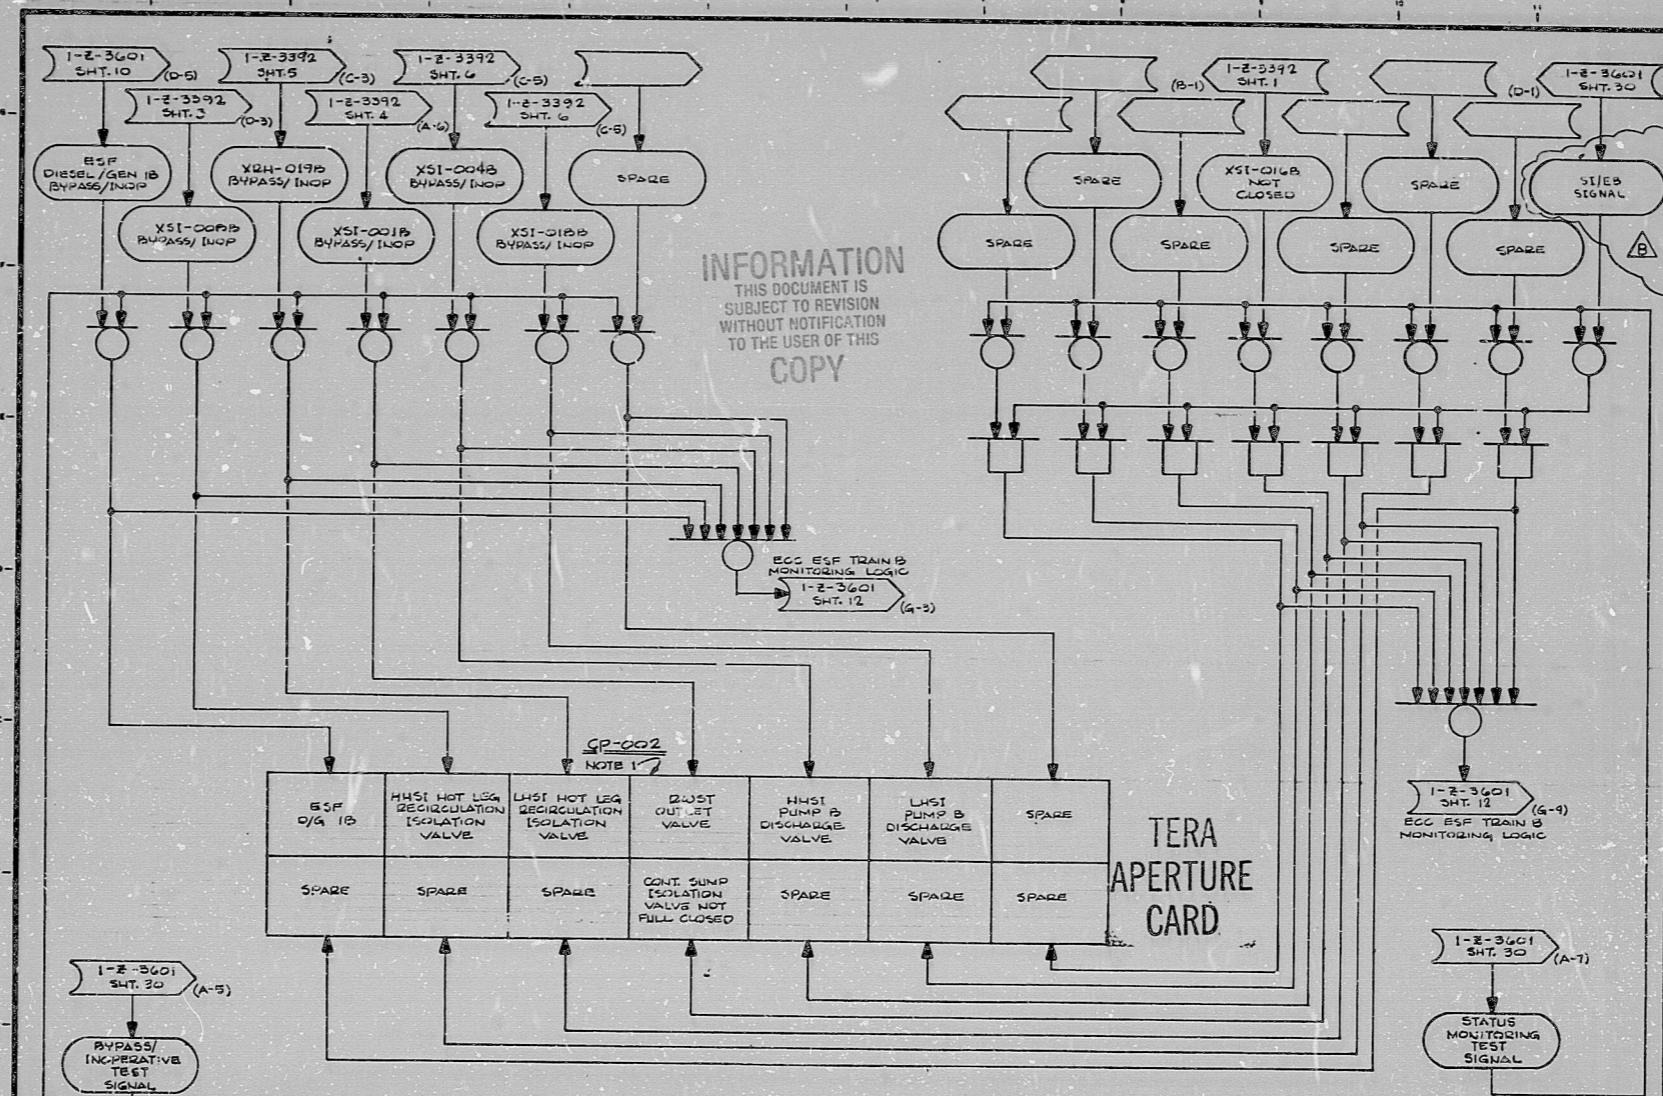 1-Z-3601
SHT. 10
(D-5)
1-Z-3392
SHT. 5
(C-3)
1-Z-3392
SHT. 6
(C-5)
1-Z-3392
SHT. 3
(D-3)
1-Z-3392
SHT. 4
(A-6)
1-Z-3392
SHT. 6
(C-5)
(B-1)
1-Z-3392
SHT. 1
(D-1)
1-Z-3601
SHT. 30
ESF
DIESEL/GEN 1B
BYPASS/INOP
XRH-019B
BYPASS/INOP
XSI-004B
BYPASS/INOP
SPARE
XSI-008B
BYPASS/INOP
XSI-001B
BYPASS/INOP
XSI-018B
BYPASS/INOP
SPARE
XSI-016B
NOT
CLOSED
SPARE
SI/EB
SIGNAL
SPARE
SPARE
SPARE
SPARE
B
INFORMATION
THIS DOCUMENT IS
SUBJECT TO REVISION
WITHOUT NOTIFICATION
TO THE USER OF THIS
COPY
ECC ESF TRAIN B
MONITORING LOGIC
1-Z-3601
SHT. 12
(G-3)
CP-002
NOTE 1
ESF
D/G 1B
HHSI HOT LEG
RECIRCULATION
ISOLATION
VALVE
LHSI HOT LEG
RECIRCULATION
ISOLATION
VALVE
RWST
OUTLET
VALVE
HHSI
PUMP B
DISCHARGE
VALVE
LHSI
PUMP B
DISCHARGE
VALVE
SPARE
SPARE
SPARE
SPARE
CONT. SUMP
ISOLATION
VALVE NOT
FULL CLOSED
SPARE
SPARE
SPARE
1-Z-3601
SHT. 12
(G-9)
ECC ESF TRAIN B
MONITORING LOGIC
TERA
APERTURE
CARD
1-Z-3601
SHT. 30
(A-5)
BYPASS/
INOPERATIVE
TEST
SIGNAL
1-Z-3601
SHT. 30
(A-7)
STATUS
MONITORING
TEST
SIGNAL